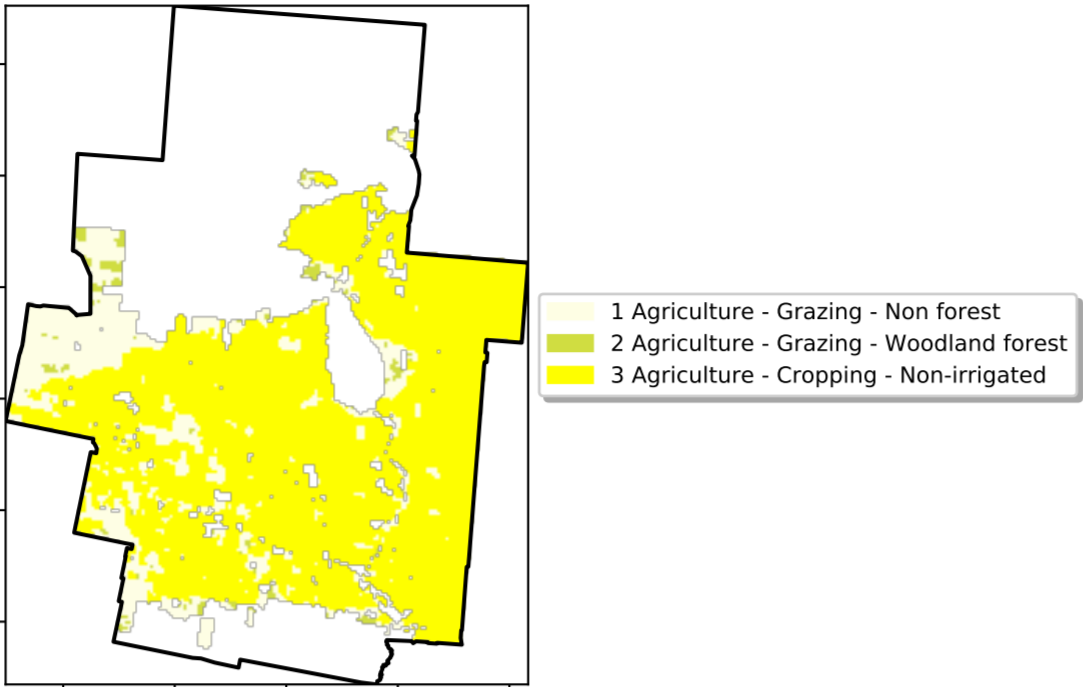 1 Agriculture - Grazing - Non forest
2 Agriculture - Grazing - Woodland forest
3 Agriculture - Cropping - Non-irrigated